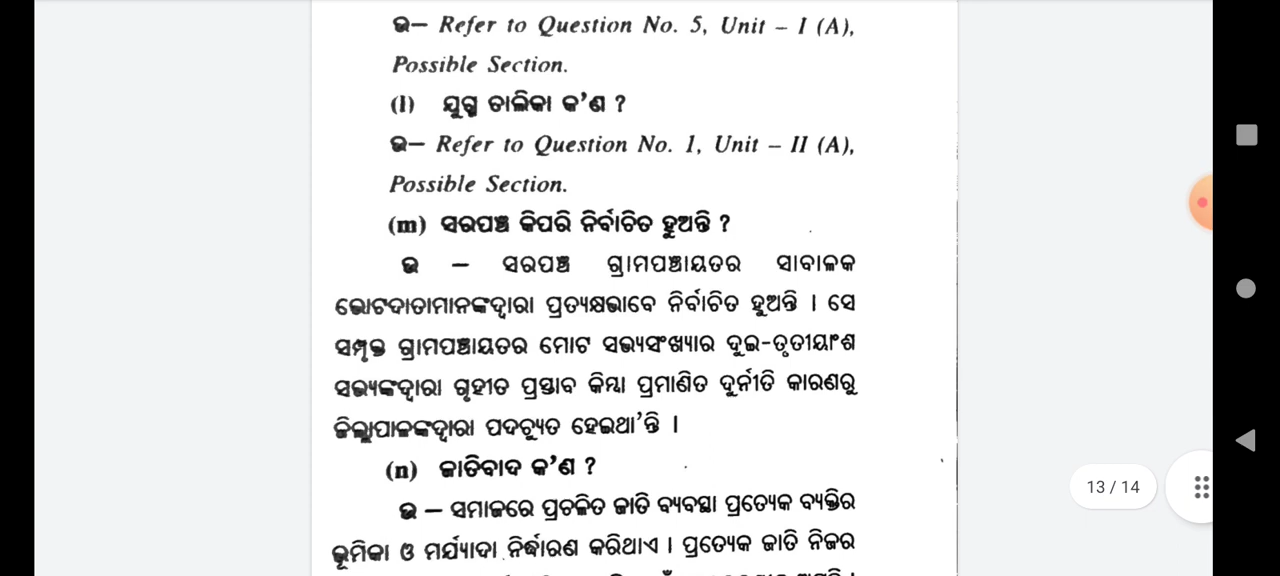 ଉ– Refer to Question No. 5, Unit – I (A),
Possible Section.
(l) ଯୁଗ୍ମ ତାଲିକା କ'ଣ ?
ଉ– Refer to Question No. 1, Unit – II (A),
Possible Section.
(m) ସରପଞ୍ଚ କିପରି ନିର୍ବାଚିତ ହୁଅନ୍ତି ?
ଉ – ସରପଞ୍ଚ ଗ୍ରାମପଞ୍ଚାୟତର ସାବାଳକ
ଭୋଟଦାତାମାନଙ୍କଦ୍ୱାରା ପ୍ରତ୍ୟକ୍ଷଭାବେ ନିର୍ବାଚିତ ହୁଅନ୍ତି । ସେ
ସମ୍ପୃକ୍ତ ଗ୍ରାମପଞ୍ଚାୟତର ମୋଟ ସଭ୍ୟସଂଖ୍ୟାର ଦୁଇ-ତୃତୀୟାଂଶ
ସଭ୍ୟଙ୍କଦ୍ୱାରା ଗୃହୀତ ପ୍ରସ୍ତାବ କିମ୍ବା ପ୍ରମାଣିତ ଦୁର୍ନୀତି କାରଣରୁ
ଜିଲ୍ଲାପାଳଙ୍କଦ୍ୱାରା ପଦଚ୍ୟୁତ ହେଇଥା'ନ୍ତି ।
(n) ଜାତିବାଦ କ'ଣ ?
ଉ – ସମାଜରେ ପ୍ରଚଳିତ ଜାତି ବ୍ୟବସ୍ଥା ପ୍ରତ୍ୟେକ ବ୍ୟକ୍ତିର
ଭୂମିକା ଓ ମର୍ଯ୍ୟାଦା ନିର୍ଦ୍ଧାରଣ କରିଥାଏ । ପ୍ରତ୍ୟେକ ଜାତି ନିଜର
13 / 14